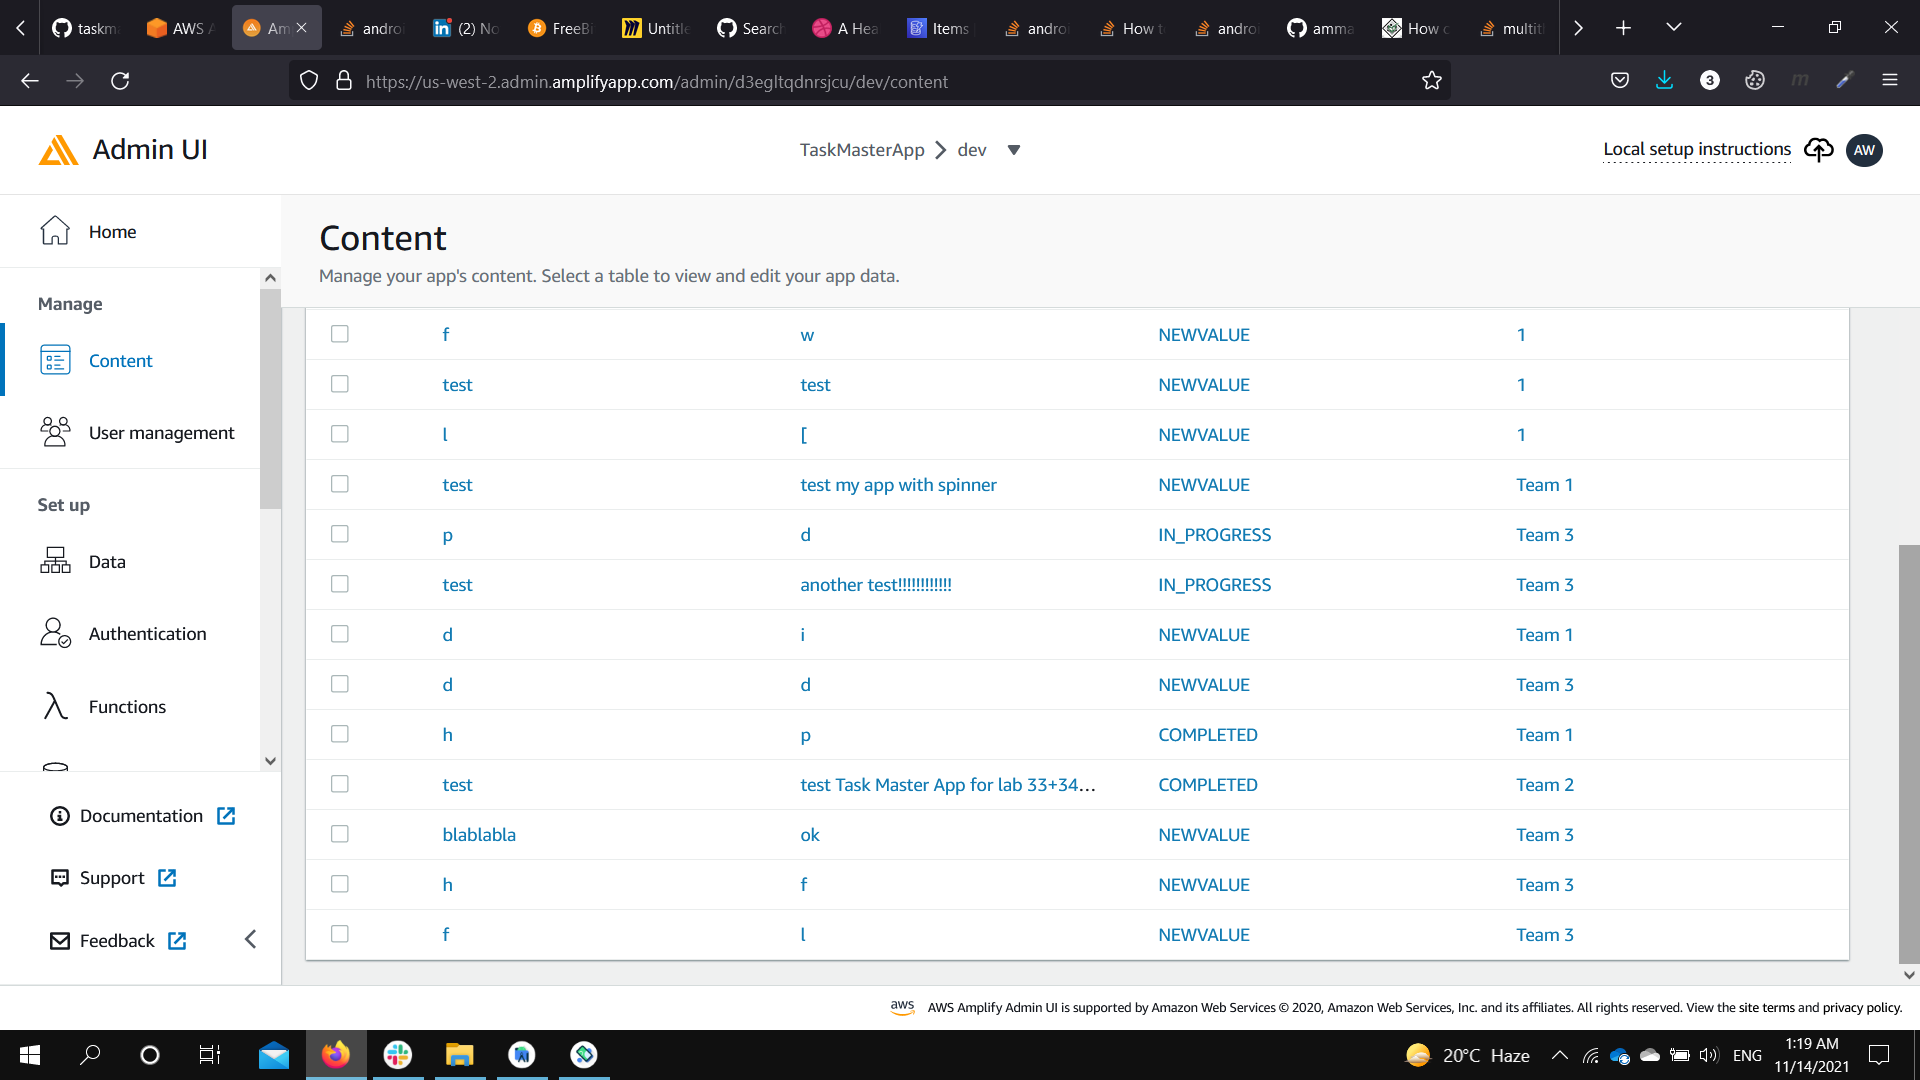 taskma
AWS A
Am
androi
(2) No
FreeBi
Untitle
Search
A Hea
Items
androi
How t
androi
amma
How c
multit
https://us-west-2.admin.amplifyapp.com/admin/d3egltqdnrsjcu/dev/content
3
m
Admin UI
TaskMasterApp
dev
Local setup instructions
AW
Home
Manage
Content
User management
Set up
Data
Authentication
Functions
Documentation
Support
Feedback
Content
Manage your app's content. Select a table to view and edit your app data.
f w NEWVALUE 1
test test NEWVALUE 1
l [ NEWVALUE 1
test test my app with spinner NEWVALUE Team 1
p d IN_PROGRESS Team 3
test another test!!!!!!!!!!!! IN_PROGRESS Team 3
d i NEWVALUE Team 1
d d NEWVALUE Team 3
h p COMPLETED Team 1
test test Task Master App for lab 33+34... COMPLETED Team 2
blablabla ok NEWVALUE Team 3
h f NEWVALUE Team 3
f l NEWVALUE Team 3
aws AWS Amplify Admin UI is supported by Amazon Web Services © 2020, Amazon Web Services, Inc. and its affiliates. All rights reserved. View the site terms and privacy policy.
20°C Haze
ENG
1:19 AM
11/14/2021